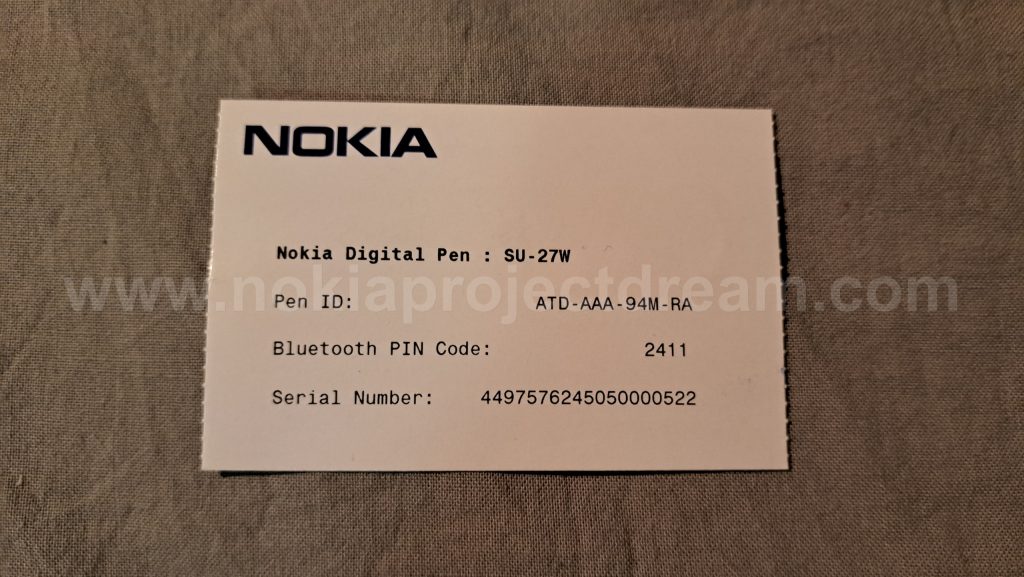 NOKIA
Nokia Digital Pen : SU-27W
www.nokiaprojectdream.com
Pen ID: ATD-AAA-94M-RA
Bluetooth PIN Code: 2411
Serial Number: 4497576245050000522